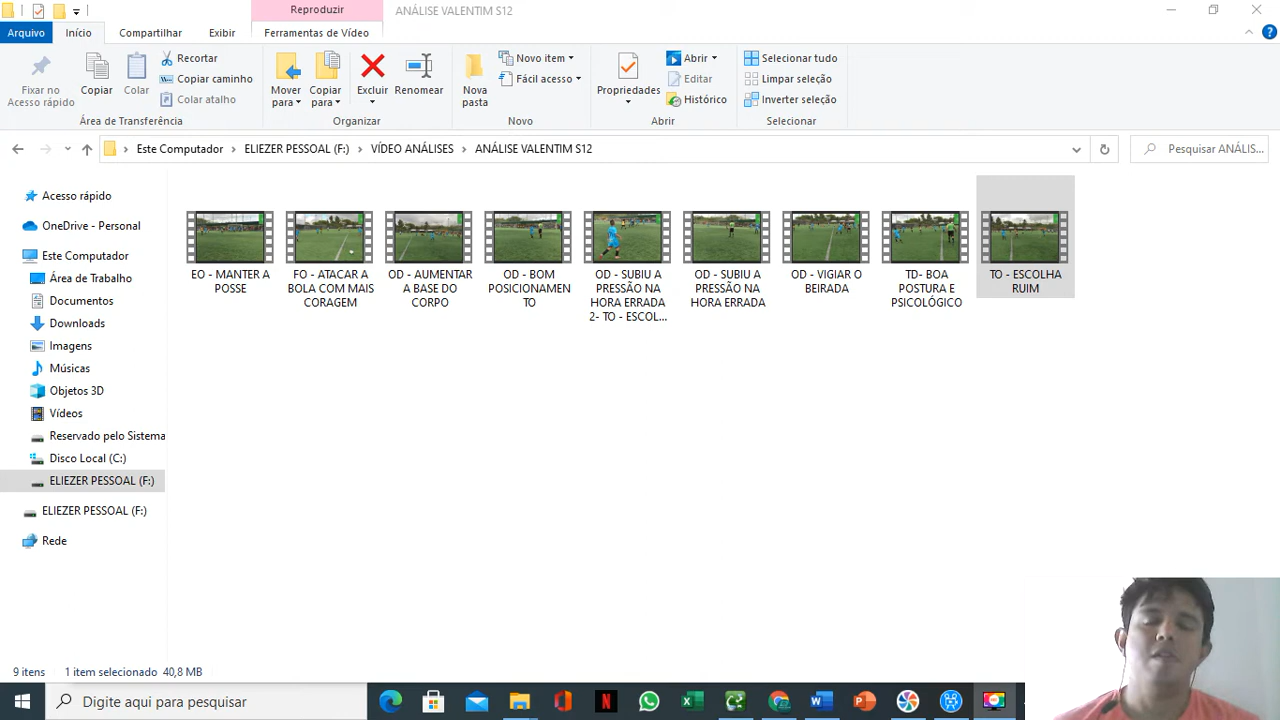 Reproduzir
ANÁLISE VALENTIM S12
Arquivo
Início
Compartilhar
Exibir
Ferramentas de Vídeo
Fixar no
Acesso rápido
Copiar
Colar
Recortar
Copiar caminho
Colar atalho
Área de Transferência
Mover
para
Copiar
para
Excluir
Renomear
Organizar
Nova
pasta
Novo item
Fácil acesso
Novo
Propriedades
Abrir
Editar
Histórico
Abrir
Selecionar tudo
Limpar seleção
Inverter seleção
Selecionar
Este Computador > ELIEZER PESSOAL (F:) > VÍDEO ANÁLISES > ANÁLISE VALENTIM S12
Pesquisar ANÁLIS...
Acesso rápido
OneDrive - Personal
Este Computador
Área de Trabalho
Documentos
Downloads
Imagens
Músicas
Objetos 3D
Vídeos
Reservado pelo Sistema
Disco Local (C:)
ELIEZER PESSOAL (F:)
ELIEZER PESSOAL (F:)
Rede
EO - MANTER A
POSSE
FO - ATACAR A
BOLA COM MAIS
CORAGEM
OD - AUMENTAR
A BASE DO
CORPO
OD - BOM
POSICIONAMEN
TO
OD - SUBIU A
PRESSÃO NA
HORA ERRADA
2- TO - ESCOL...
OD - SUBIU A
PRESSÃO NA
HORA ERRADA
OD - VIGIAR O
BEIRADA
TD- BOA
POSTURA E
PSICOLÓGICO
TO - ESCOLHA
RUIM
9 itens
1 item selecionado 40,8 MB
Digite aqui para pesquisar